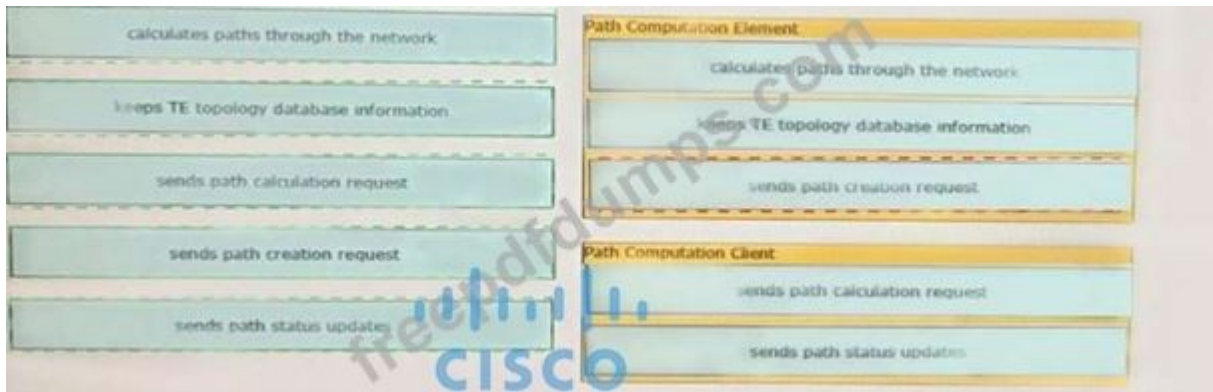 calculates paths through the network
keeps TE topology database information
sends path calculation request
sends path creation request
sends path status updates
Path Computation Element
calculates paths through the network
keeps TE topology database information
sends path creation request
Path Computation Client
sends path calculation request
sends path status updates
freepdfdumps.com
CISCO